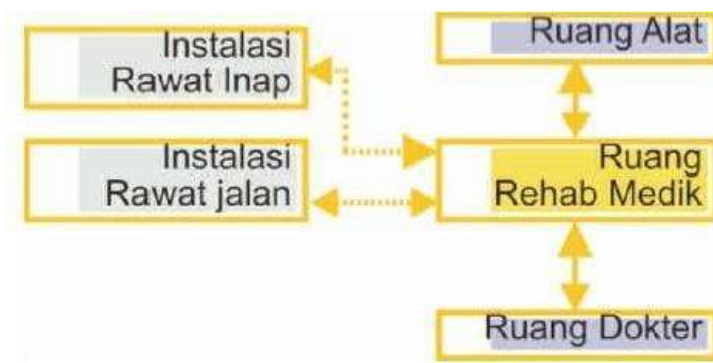 Instalasi
Rawat Inap
Ruang Alat
Instalasi
Rawat jalan
Ruang
Rehab Medik
Ruang Dokter